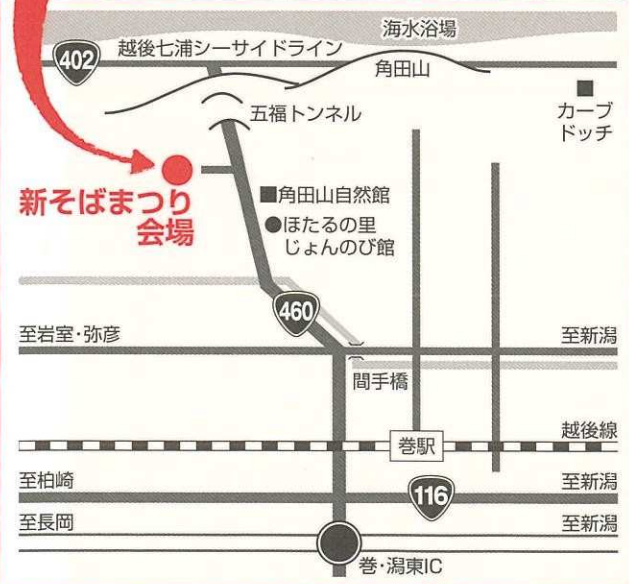 海水浴場
越後七浦シーサイドライン
402
角田山
カーブ
ドッチ
五福トンネル
新そばまつり
会場
■角田山自然館
●ほたるの里
じょんのび館
460
至岩室・弥彦
至新潟
間手橋
越後線
巻駅
至柏崎
116
至新潟
至長岡
至新潟
巻・潟東IC